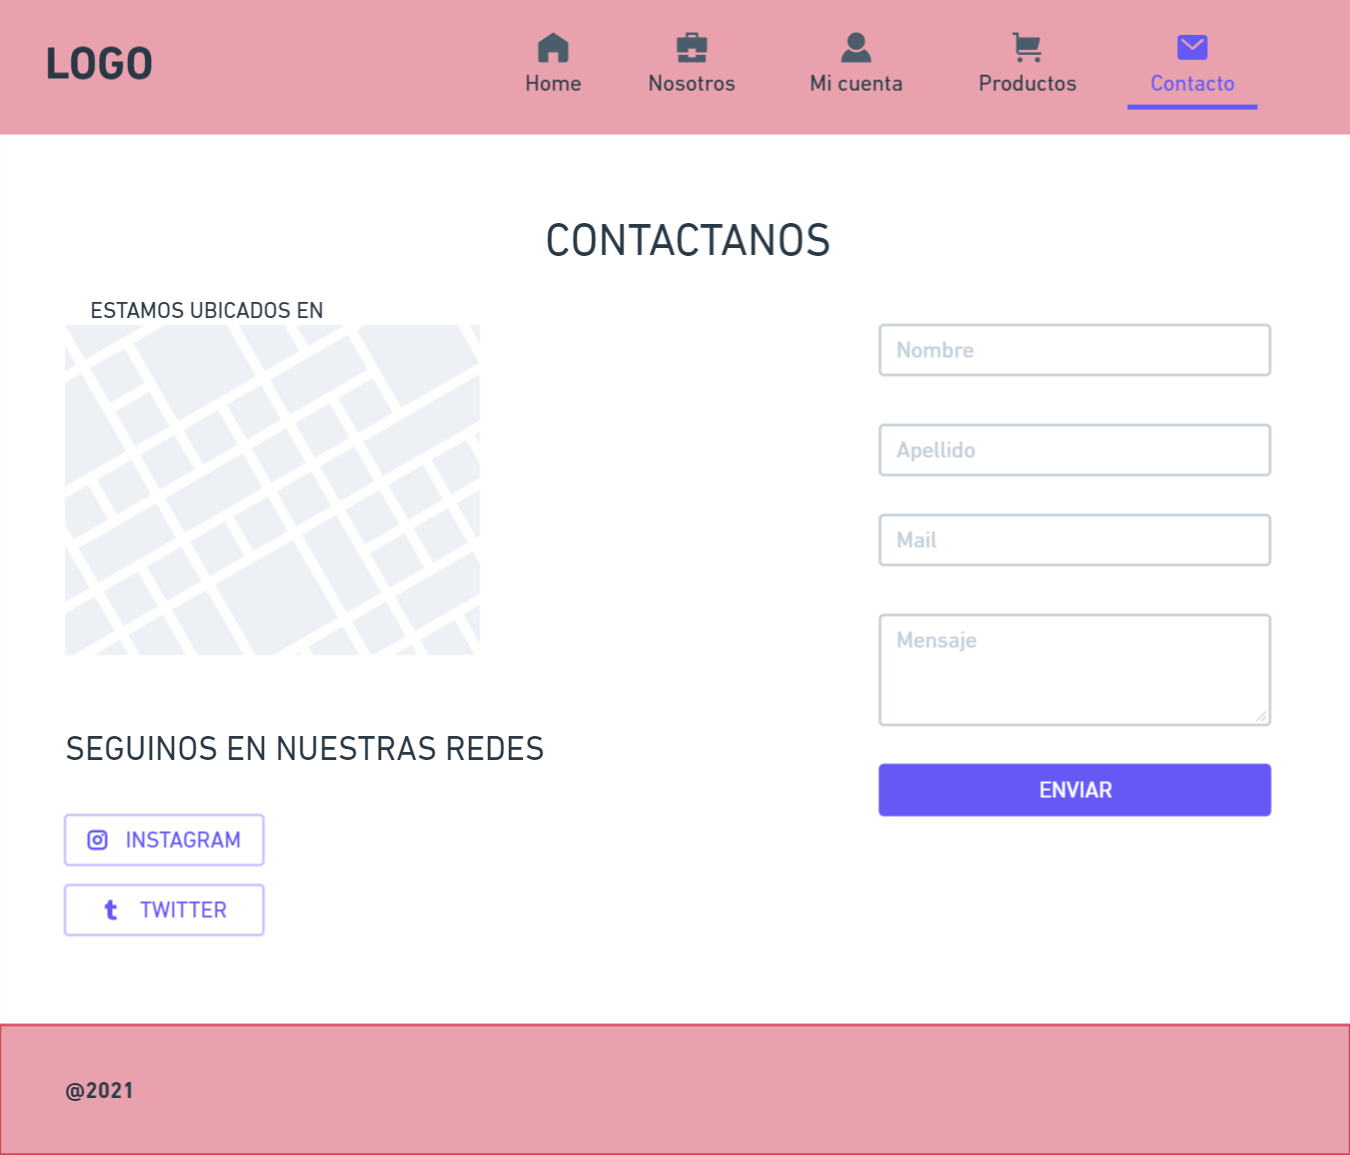 LOGO
Home
Nosotros
Mi cuenta
Productos
Contacto
CONTACTANOS
ESTAMOS UBICADOS EN
Nombre
Apellido
Mail
Mensaje
ENVIAR
SEGUINOS EN NUESTRAS REDES
INSTAGRAM
TWITTER
@2021